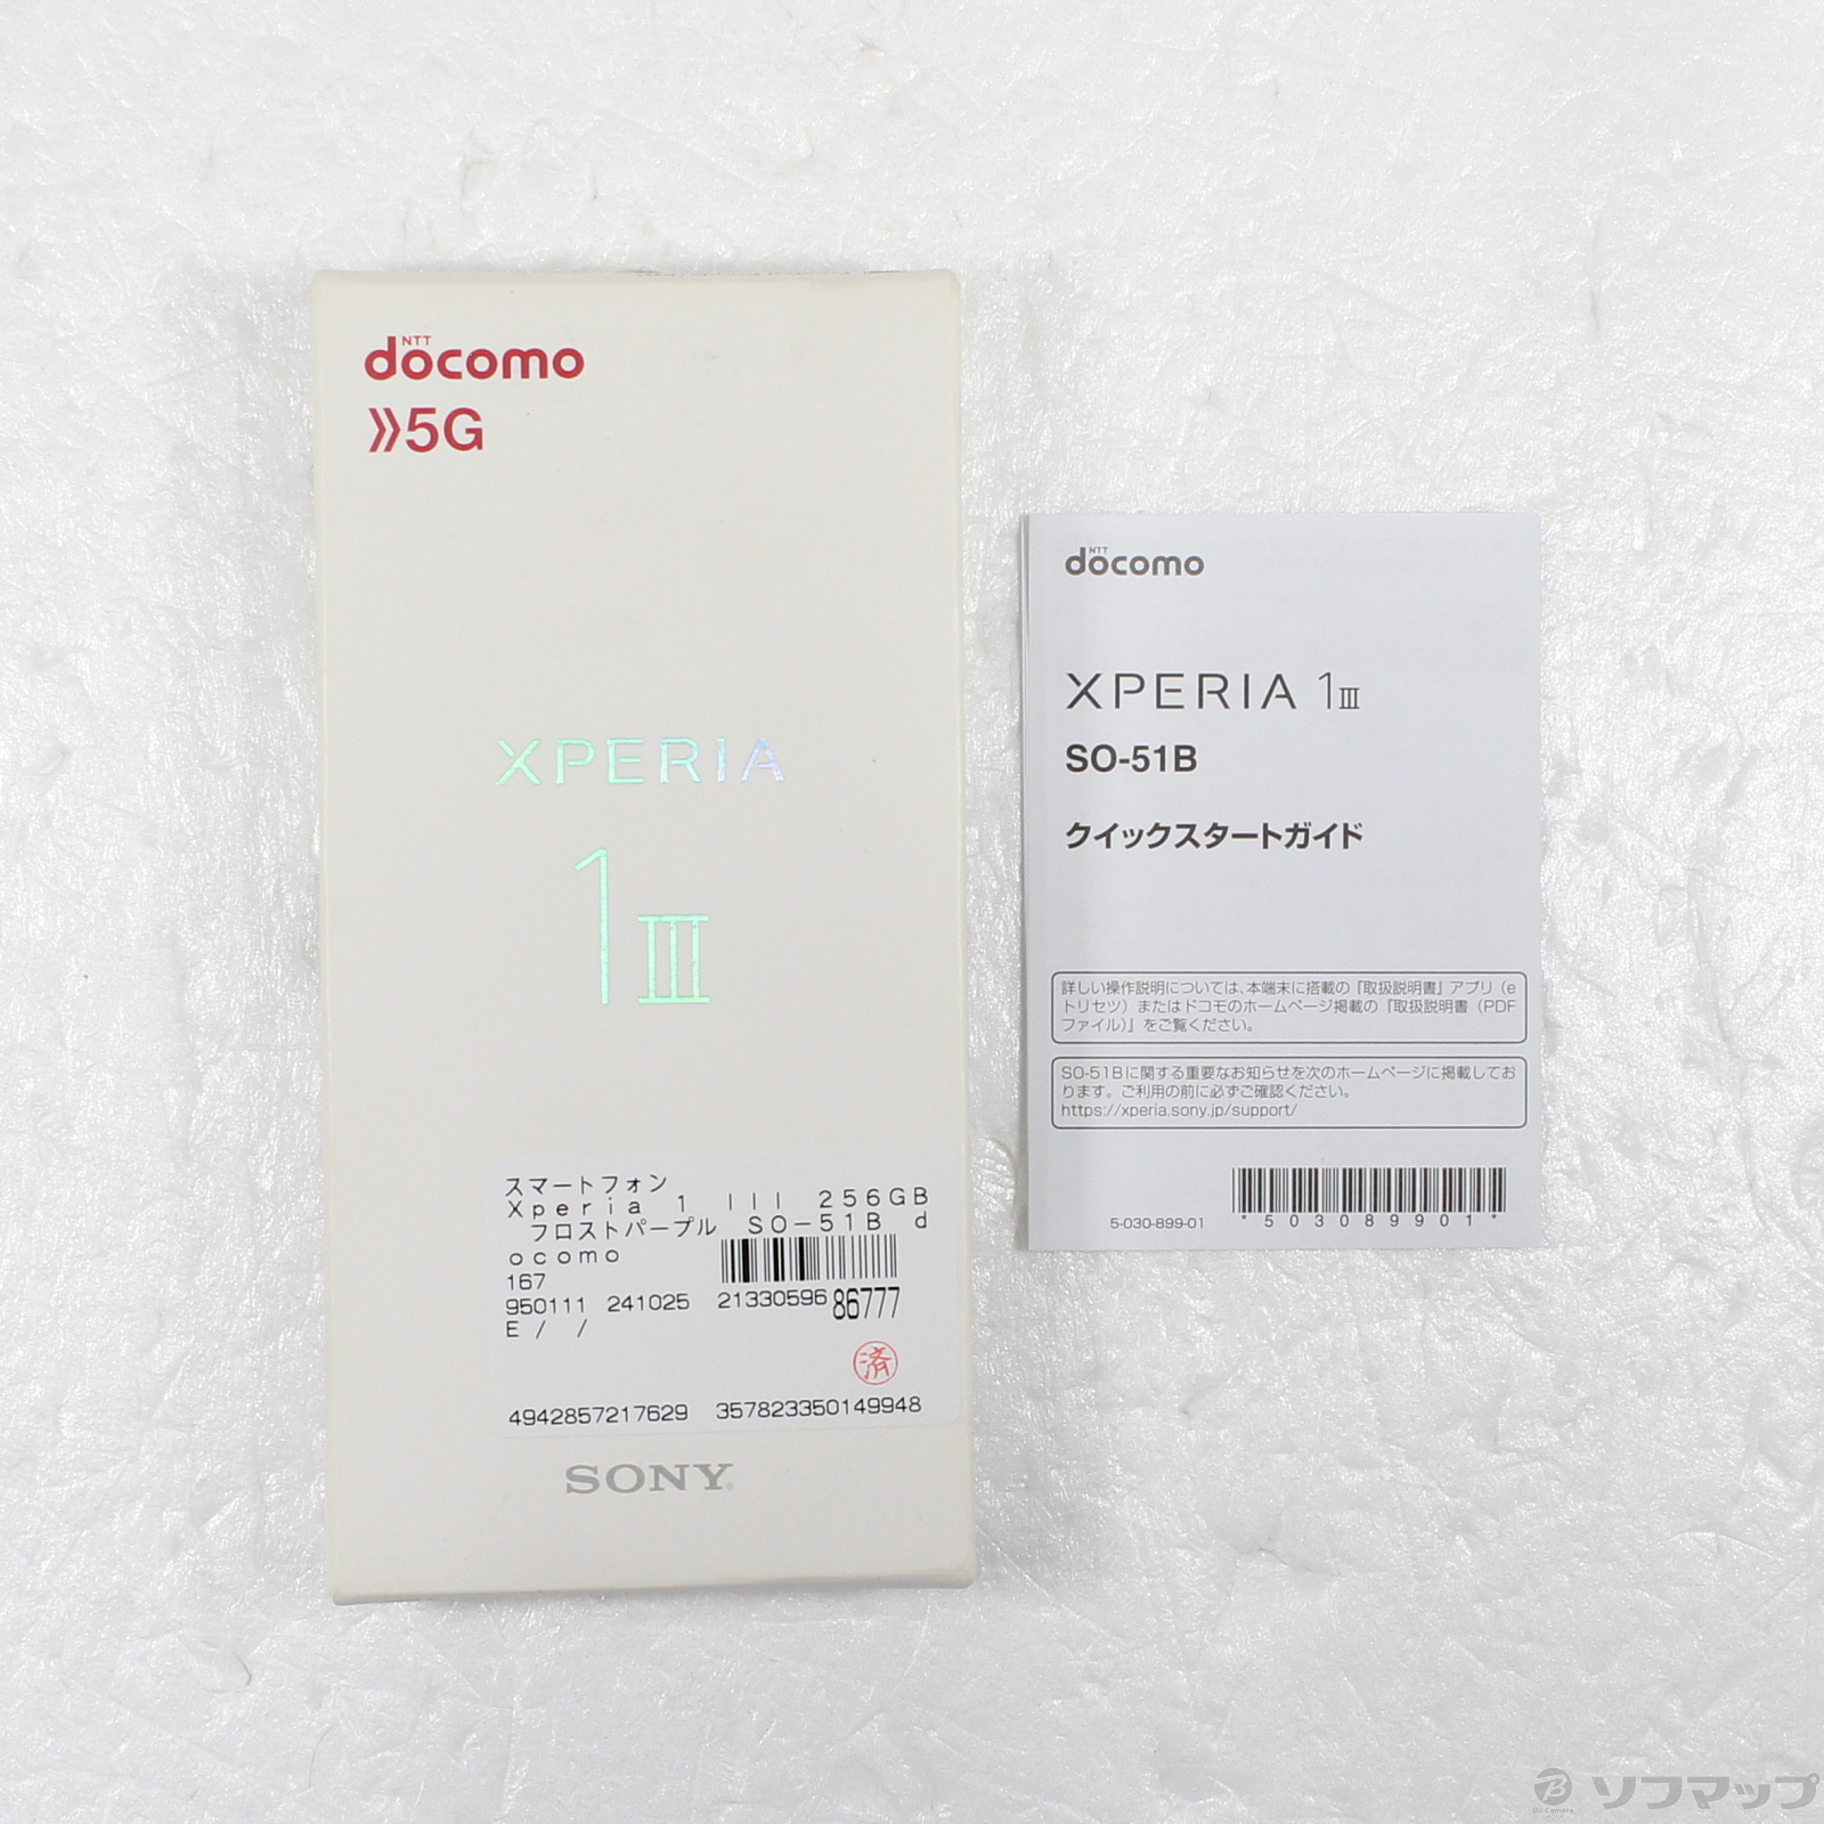 NTT
docomo
5G
XPERIA
1III
スマートフォン
Xperia 1 III 256GB
フロストパープル SO-51B d
ocomo
167
950111 241025 21330596 86777
E / /
済
4942857217629 357823350149948
SONY
NTT
docomo
XPERIA 1III
SO-51B
クイックスタートガイド
詳しい操作説明については、本端末に搭載の『取扱説明書』アプリ（e
トリセツ）またはドコモのホームページ掲載の『取扱説明書（PDF
ファイル）』をご覧ください。
SO-51Bに関する重要なお知らせを次のホームページに掲載してお
ります。ご利用の前に必ずご確認ください。
https://xperia.sony.jp/support/
5-030-899-01
*503089901*
BicCamera
ソフマップ